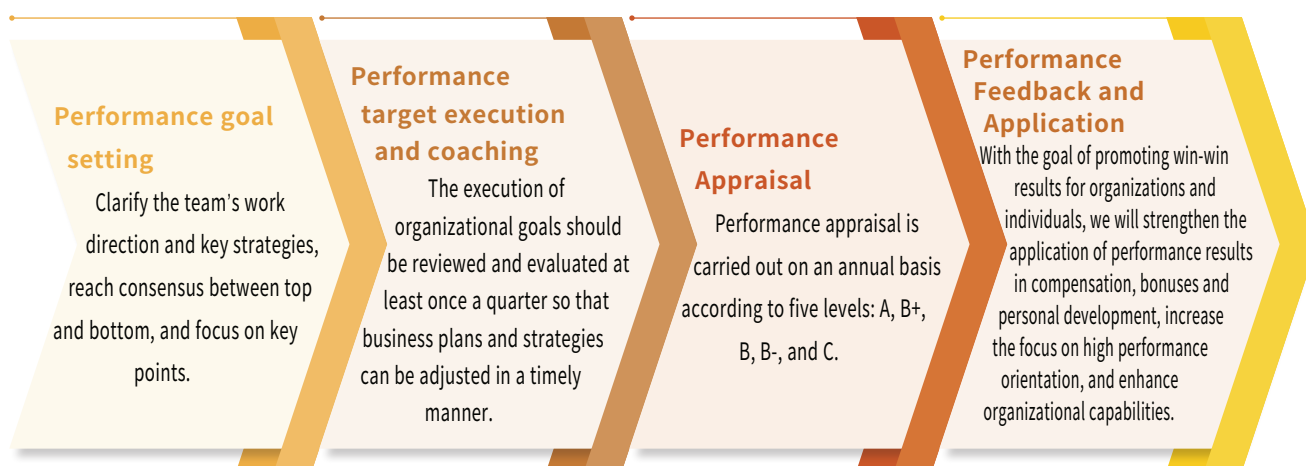 Performance goal
setting
Clarify the team's work
direction and key strategies,
reach consensus between top
and bottom, and focus on key
points.
Performance
target execution
and coaching
The execution of
organizational goals should
be reviewed and evaluated at
least once a quarter so that
business plans and strategies
can be adjusted in a timely
manner.
Performance
Appraisal
Performance appraisal is
carried out on an annual basis
according to five levels: A, B+,
B, B-, and C.
Performance
Feedback and
Application
With the goal of promoting win-win
results for organizations and
individuals, we will strengthen the
application of performance results
in compensation, bonuses and
personal development, increase
the focus on high performance
orientation, and enhance
organizational capabilities.